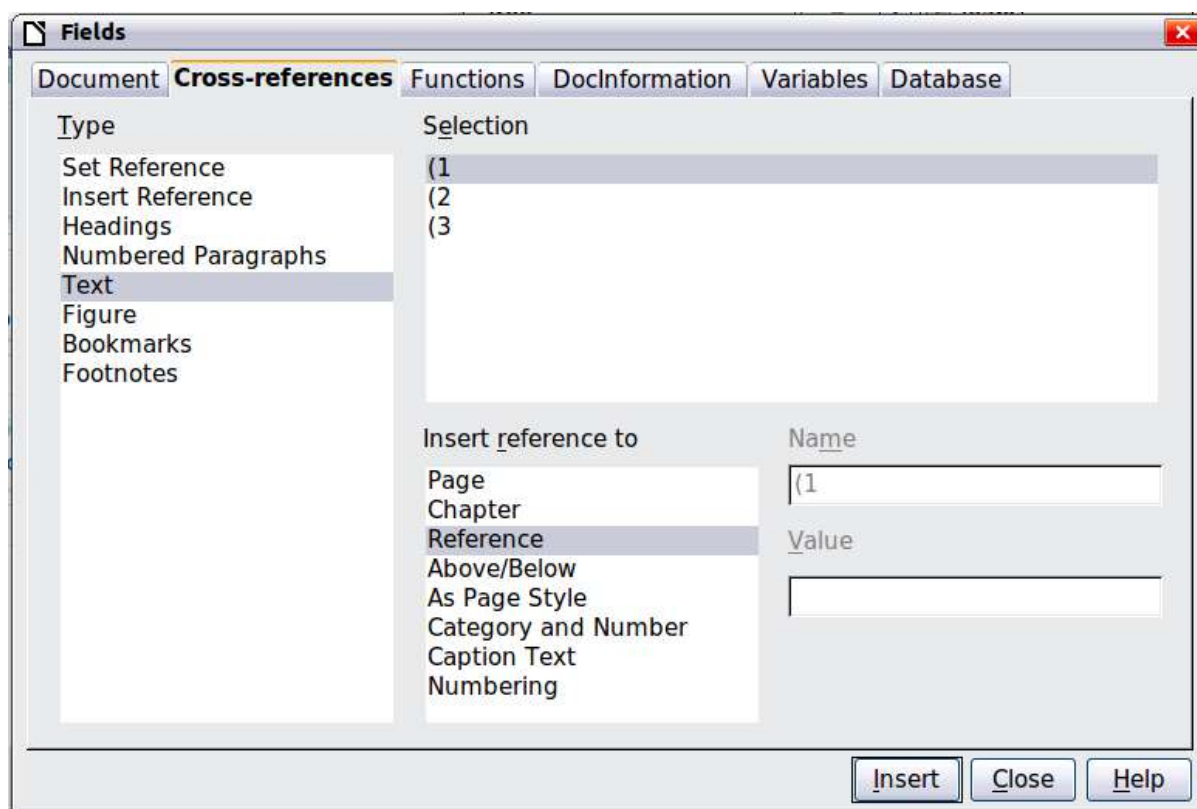 Fields
Document Cross-references Functions DocInformation Variables Database
Type
Set Reference
Insert Reference
Headings
Numbered Paragraphs
Text
Figure
Bookmarks
Footnotes
Selection
(1
(2
(3
Insert reference to
Page
Chapter
Reference
Above/Below
As Page Style
Category and Number
Caption Text
Numbering
Name
(1
Value
Insert Close Help